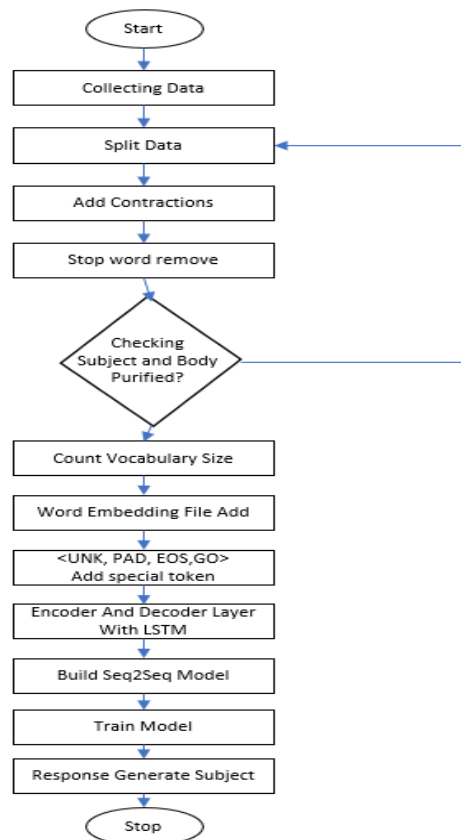 Start
Collecting Data
Split Data
Add Contractions
Stop word remove
Checking
Subject and Body
Purified?
Count Vocabulary Size
Word Embedding File Add
<UNK, PAD, EOS,GO>
Add special token
Encoder And Decoder Layer
With LSTM
Build Seq2Seq Model
Train Model
Response Generate Subject
Stop